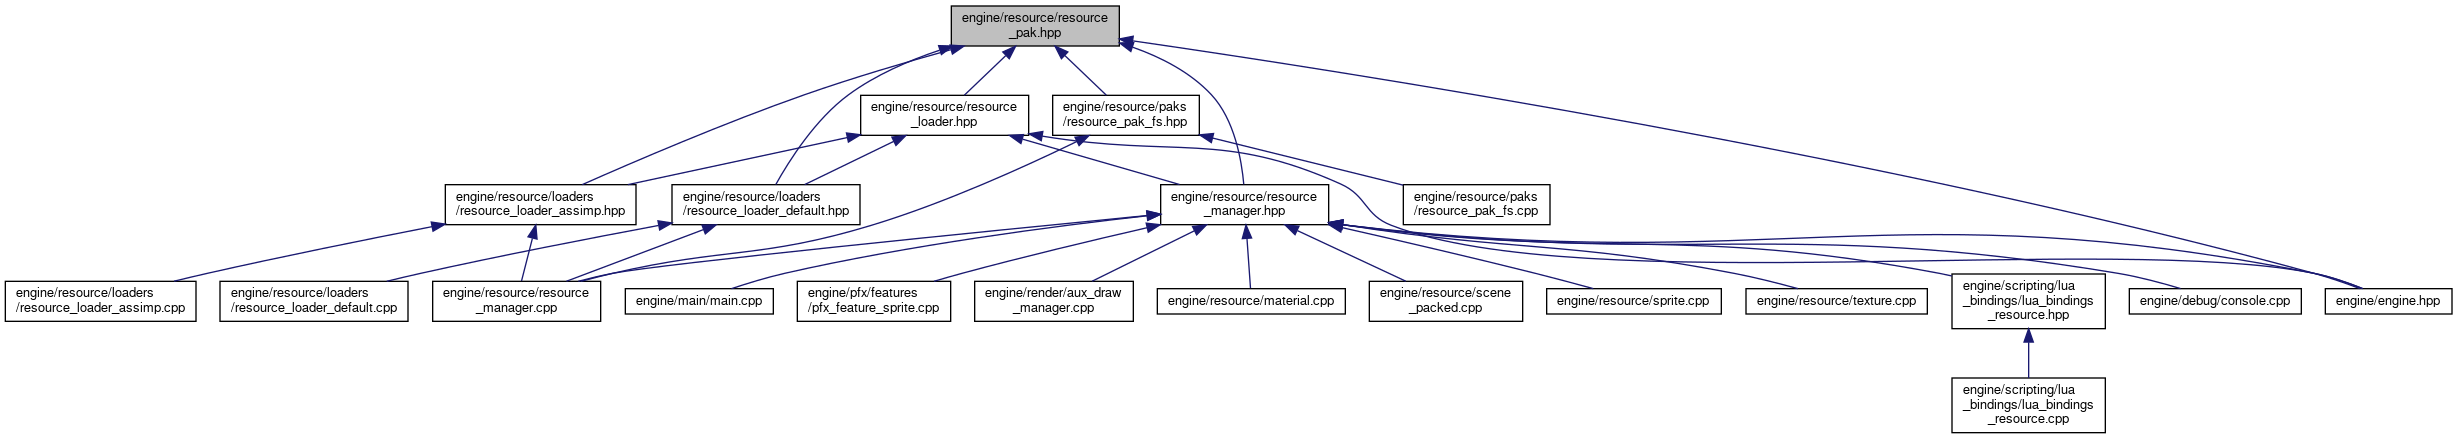 engine/resource/resource
_pak.hpp
engine/resource/resource
_loader.hpp
engine/resource/paks
/resource_pak_fs.hpp
engine/resource/loaders
/resource_loader_assimp.hpp
engine/resource/loaders
/resource_loader_default.hpp
engine/resource/resource
_manager.hpp
engine/resource/paks
/resource_pak_fs.cpp
engine/resource/loaders
/resource_loader_assimp.cpp
engine/resource/loaders
/resource_loader_default.cpp
engine/resource/resource
_manager.cpp
engine/main/main.cpp
engine/pfx/features
/pfx_feature_sprite.cpp
engine/render/aux_draw
_manager.cpp
engine/resource/material.cpp
engine/resource/scene
_packed.cpp
engine/resource/sprite.cpp
engine/resource/texture.cpp
engine/scripting/lua
_bindings/lua_bindings
_resource.hpp
engine/debug/console.cpp
engine/engine.hpp
engine/scripting/lua
_bindings/lua_bindings
_resource.cpp